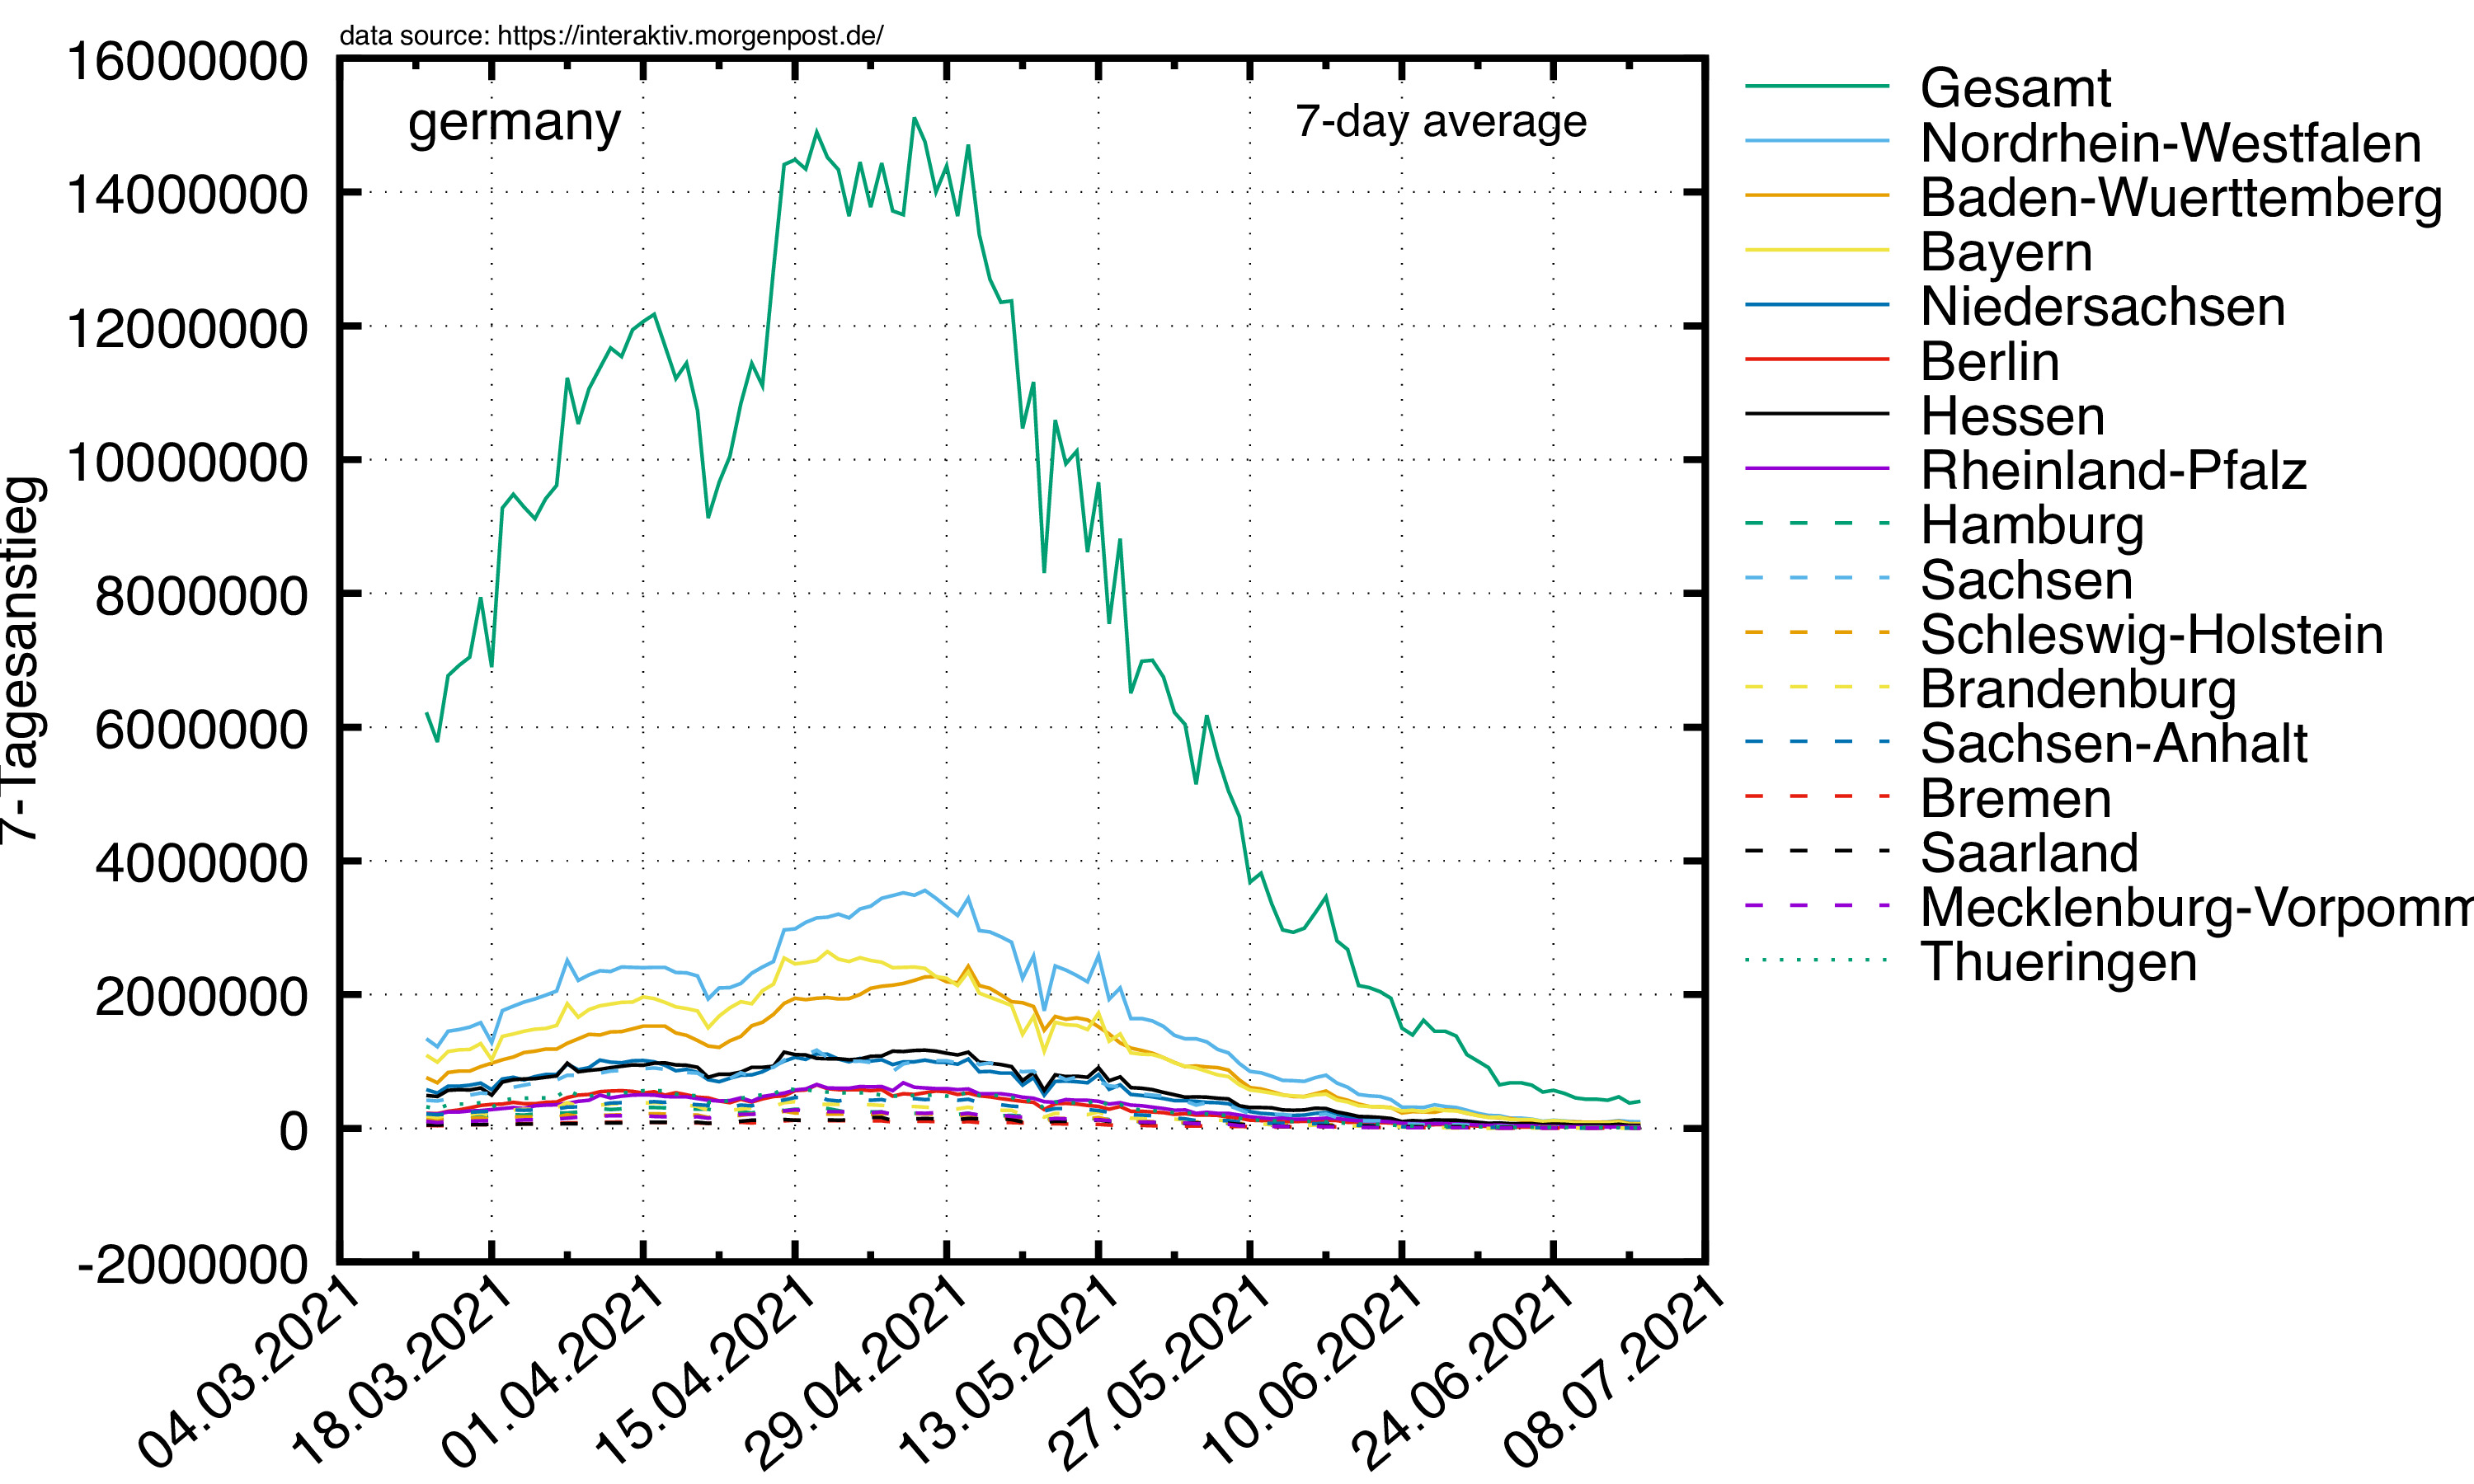 data source: https://interaktiv.morgenpost.de/
germany
7-day average
7-Tagesanstieg
16000000
14000000
12000000
10000000
8000000
6000000
4000000
2000000
0
-2000000
04.03.2021
18.03.2021
01.04.2021
15.04.2021
29.04.2021
13.05.2021
27.05.2021
10.06.2021
24.06.2021
08.07.2021
Gesamt
Nordrhein-Westfalen
Baden-Wuerttemberg
Bayern
Niedersachsen
Berlin
Hessen
Rheinland-Pfalz
Hamburg
Sachsen
Schleswig-Holstein
Brandenburg
Sachsen-Anhalt
Bremen
Saarland
Mecklenburg-Vorpomm
Thueringen